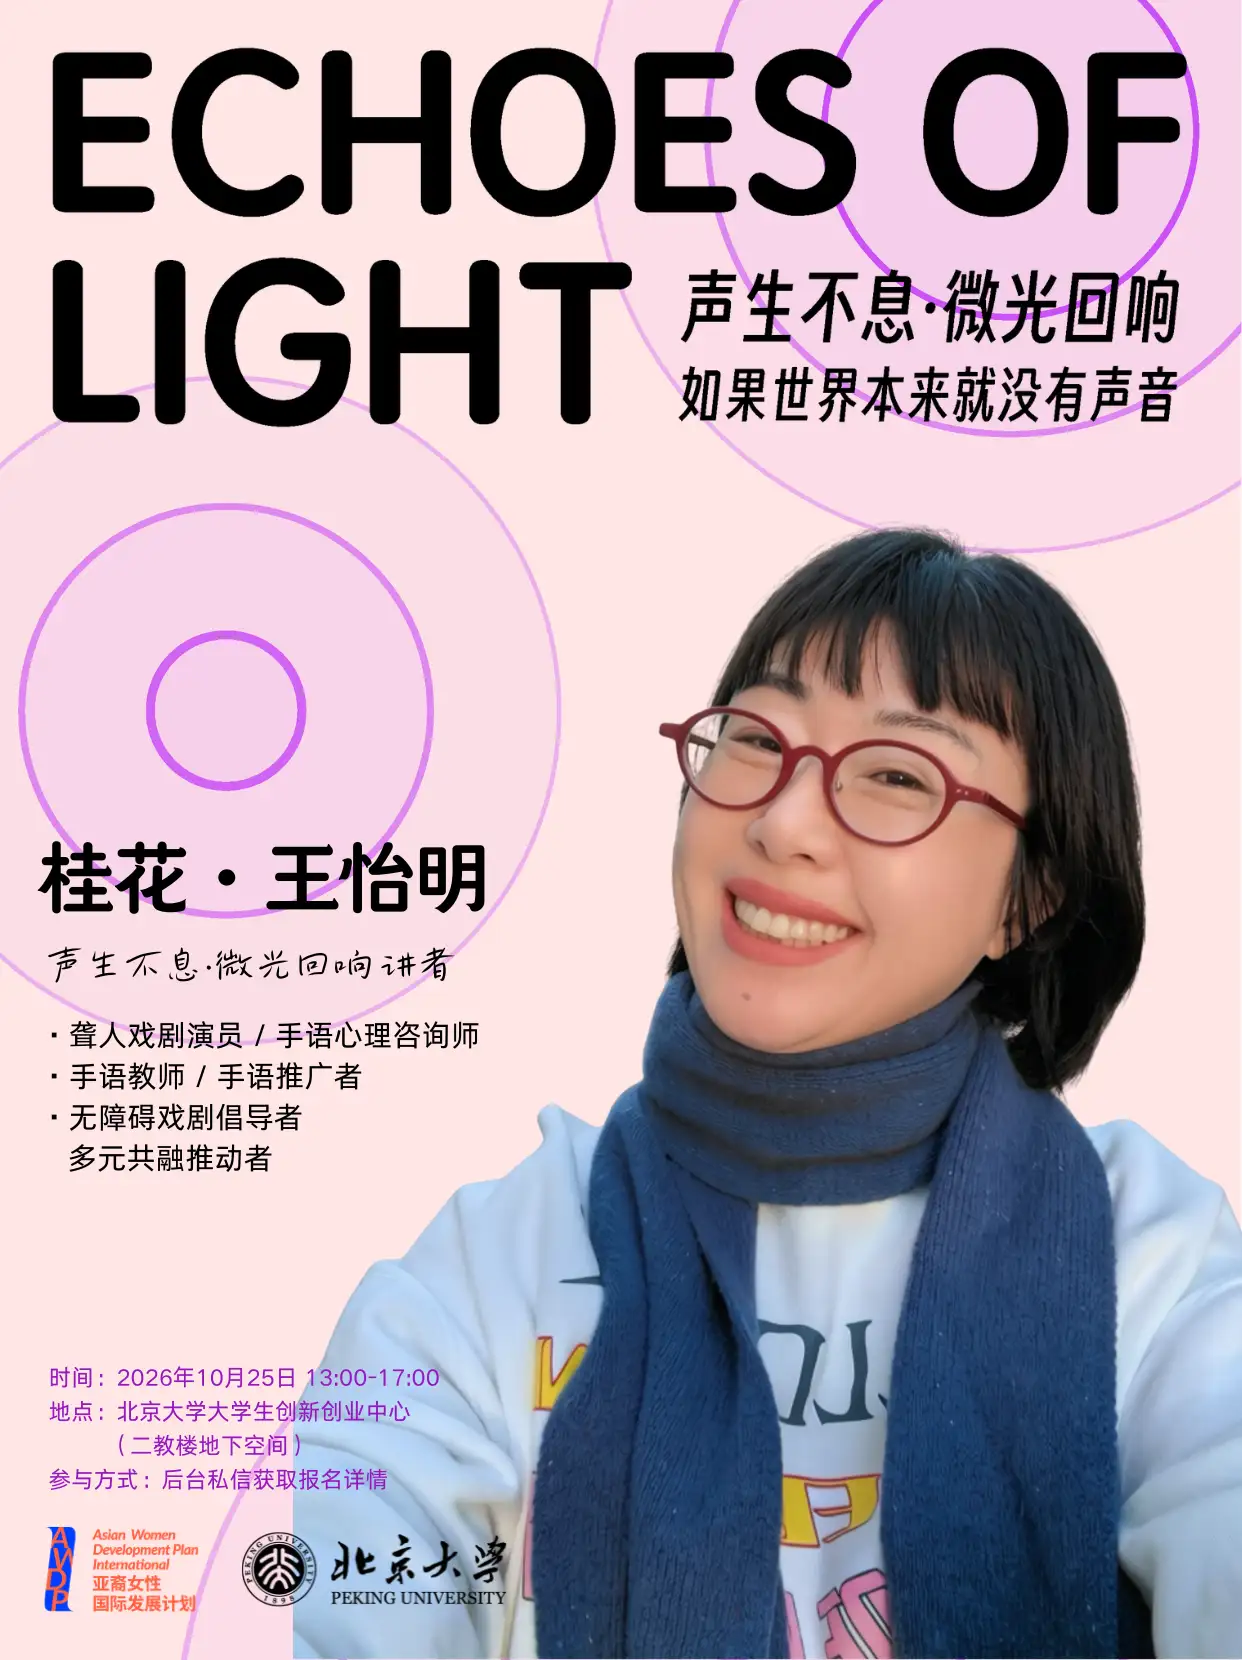 ECHOES OF
LIGHT
声生不息·微光回响
如果世界本来就没有声音
桂花·王怡明
声生不息·微光回响讲者
· 聋人戏剧演员 / 手语心理咨询师
· 手语教师 / 手语推广者
· 无障碍戏剧倡导者
多元共融推动者
时间：2026年10月25日 13:00-17:00
地点：北京大学大学生创新创业中心
（二教楼地下空间）
参与方式：后台私信获取报名详情
AWDP
Asian Women
Development Plan
International
亚裔女性
国际发展计划
PEKING UNIVERSITY
1898
北京大学
PEKING UNIVERSITY